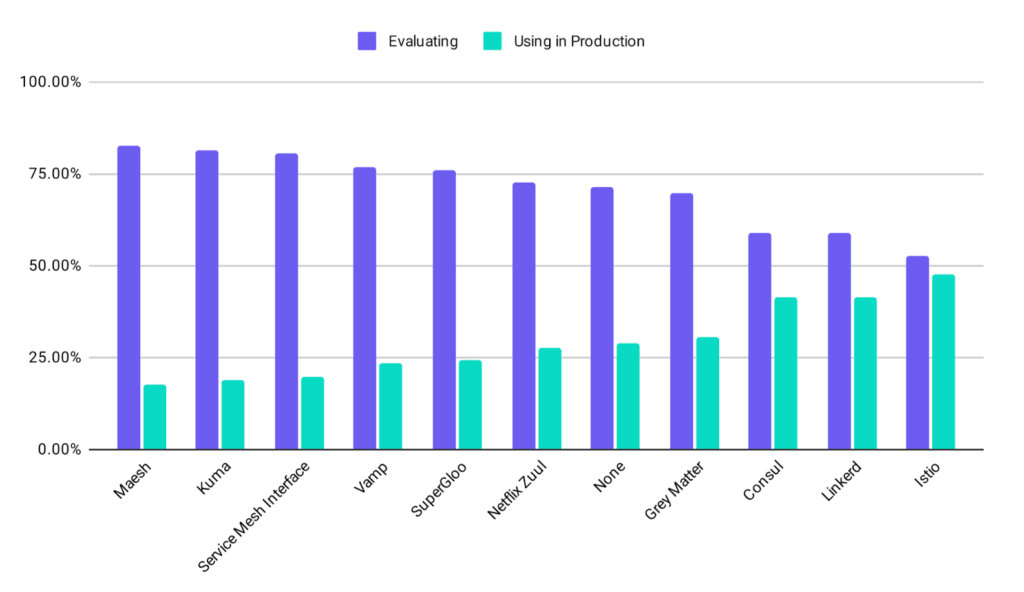 Evaluating
Using in Production
100.00%
75.00%
50.00%
25.00%
0.00%
Maesh
Kuma
Service Mesh Interface
Vamp
SuperGloo
Netflix Zuul
None
Grey Matter
Consul
Linkerd
Istio